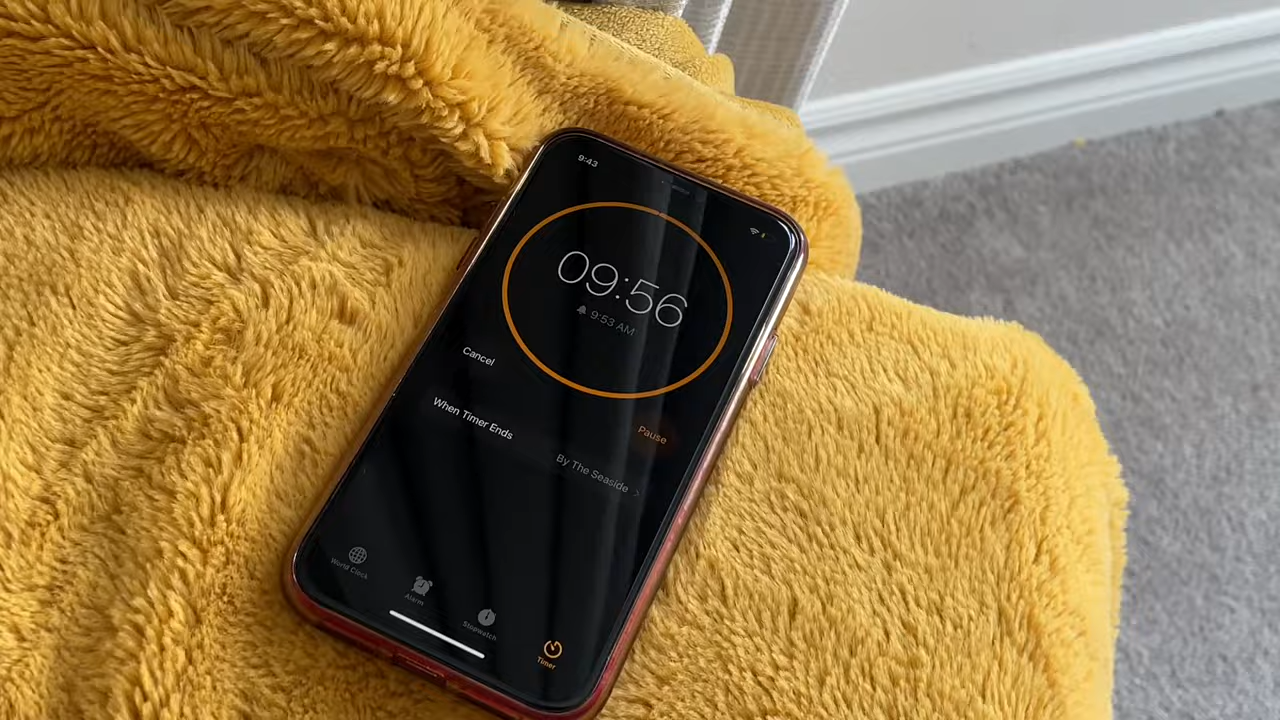 9:43
09:56
9:53 AM
Cancel
Pause
When Timer Ends
By The Seaside >
World Clock
Alarm
Stopwatch
Timer